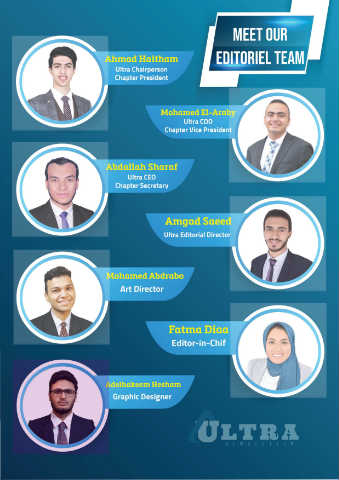 MEET OUR
EDITORIEL TEAM
Ahmad Haitham
Ultra Chairperson
Chapter President
Mohamed El-Araby
Ultra COO
Chapter Vice President
Abdallah Sharaf
Ultra CEO
Chapter Secretary
Amgad Saeed
Ultra Editorial Director
Mohamed Abdrabo
Art Director
Fatma Diaa
Editor-in-Chif
Adelhakeem Hesham
Graphic Designer
ULTRA